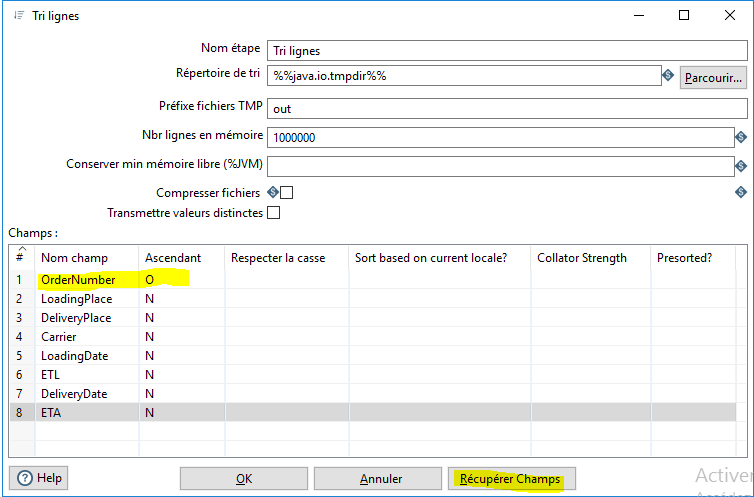 Tri lignes
Nom étape Tri lignes
Répertoire de tri %%java.io.tmpdir%% Parcourir...
Préfixe fichiers TMP out
Nbr lignes en mémoire 1000000
Conserver min mémoire libre (%JVM)
Compresser fichiers
Transmettre valeurs distinctes
Champs :
# Nom champ Ascendant Respecter la casse Sort based on current locale? Collator Strength Presorted?
1 OrderNumber O
2 LoadingPlace N
3 DeliveryPlace N
4 Carrier N
5 LoadingDate N
6 ETL N
7 DeliveryDate N
8 ETA N
Help OK Annuler Récupérer Champs
Activer